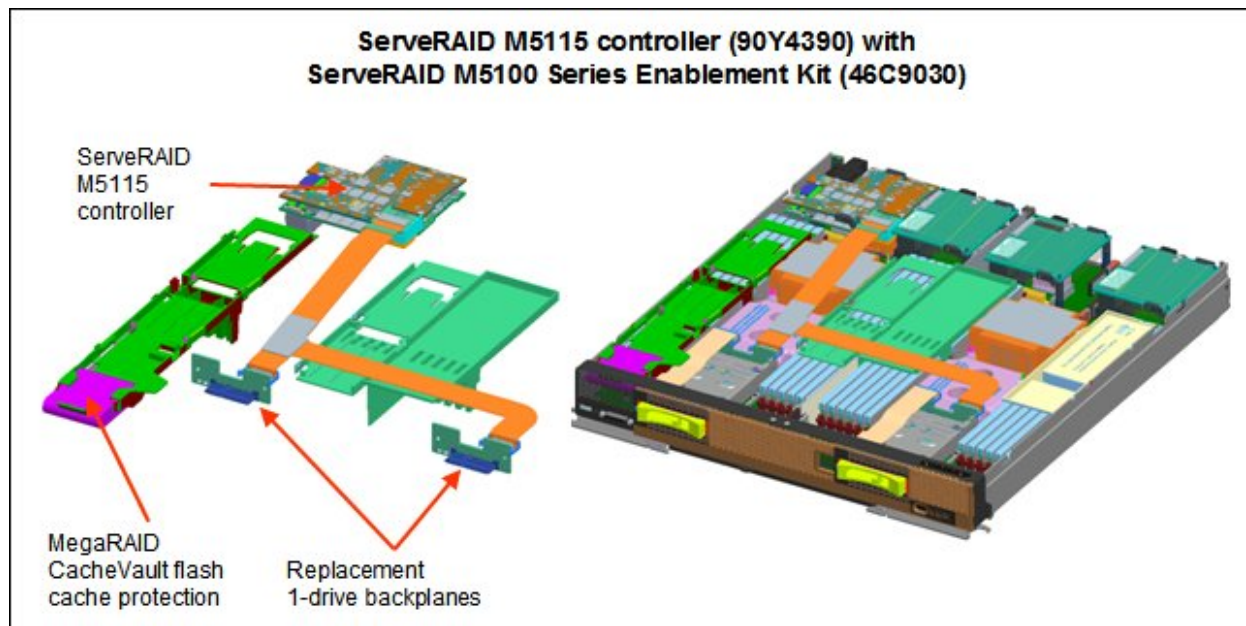 ServeRAID M5115 controller (90Y4390) with
ServeRAID M5100 Series Enablement Kit (46C9030)
ServeRAID
M5115
controller
MegaRAID
CacheVault flash
cache protection
Replacement
1-drive backplanes